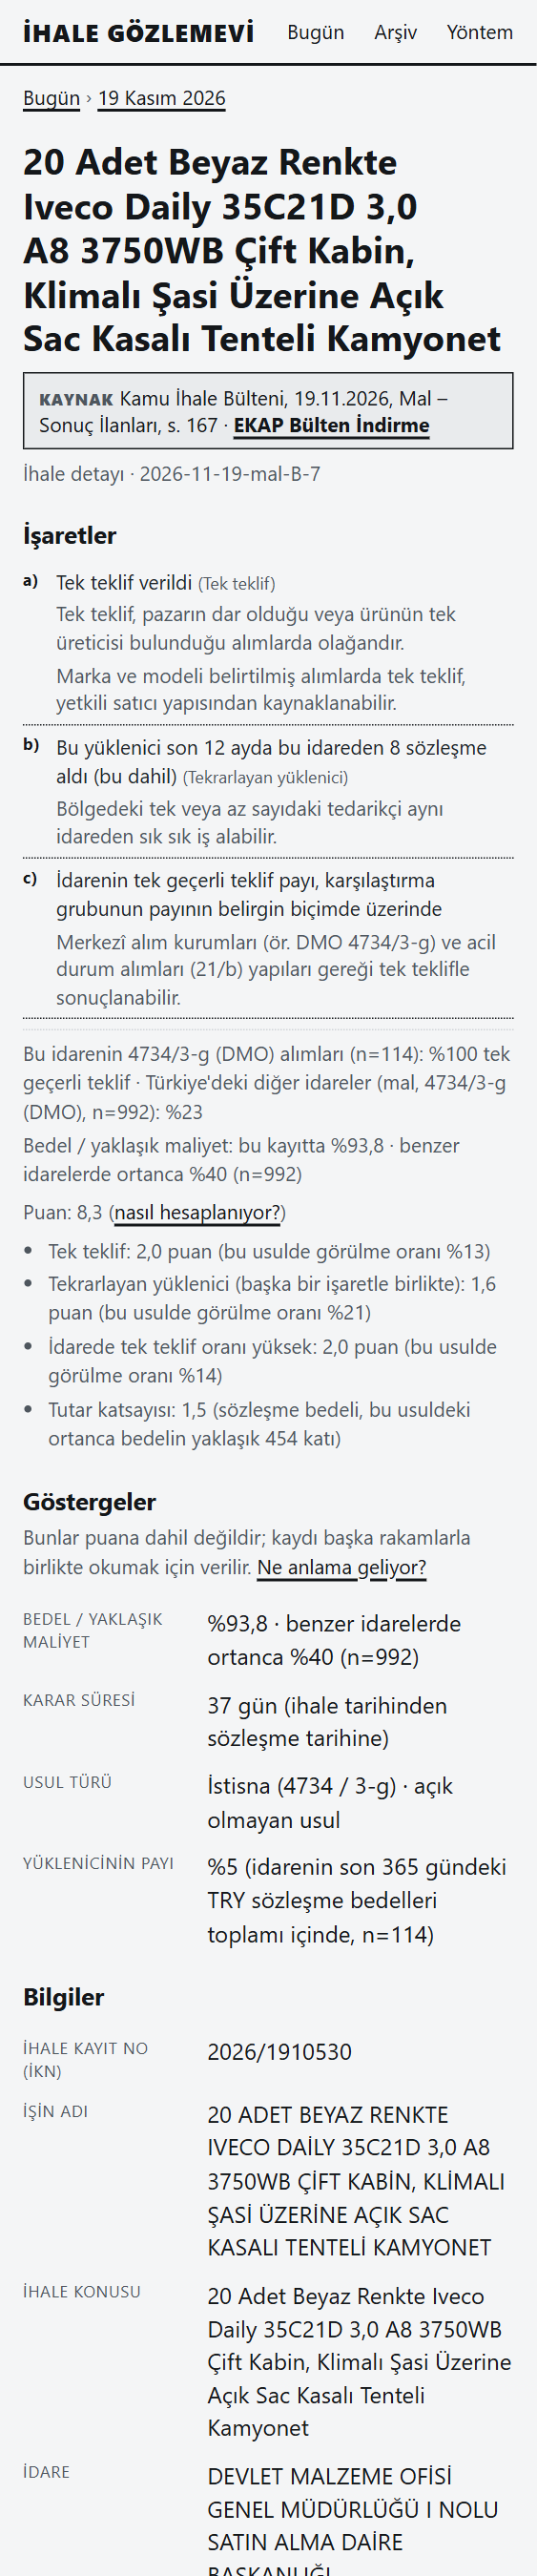 İHALE GÖZLEMEVİ Bugün Arşiv Yöntem
Bugün › 19 Kasım 2026
20 Adet Beyaz Renkte
Iveco Daily 35C21D 3,0
A8 3750WB Çift Kabin,
Klimalı Şasi Üzerine Açık
Sac Kasalı Tenteli Kamyonet
KAYNAK Kamu İhale Bülteni, 19.11.2026, Mal –
Sonuç İlanları, s. 167 · EKAP Bülten İndirme
İhale detayı · 2026-11-19-mal-B-7
İşaretler
a) Tek teklif verildi (Tek teklif)
Tek teklif, pazarın dar olduğu veya ürünün tek
üreticisi bulunduğu alımlarda olağandır.
Marka ve modeli belirtilmiş alımlarda tek teklif,
yetkili satıcı yapısından kaynaklanabilir.
b) Bu yüklenici son 12 ayda bu idareden 8 sözleşme
aldı (bu dahil) (Tekrarlayan yüklenici)
Bölgedeki tek veya az sayıdaki tedarikçi aynı
idareden sık sık iş alabilir.
c) İdarenin tek geçerli teklif payı, karşılaştırma
grubunun payının belirgin biçimde üzerinde
Merkezî alım kurumları (ör. DMO 4734/3-g) ve acil
durum alımları (21/b) yapıları gereği tek teklifle
sonuçlanabilir.
Bu idarenin 4734/3-g (DMO) alımları (n=114): %100 tek
geçerli teklif · Türkiye'deki diğer idareler (mal, 4734/3-g
(DMO), n=992): %23
Bedel / yaklaşık maliyet: bu kayıtta %93,8 · benzer
idarelerde ortanca %40 (n=992)
Puan: 8,3 (nasıl hesaplanıyor?)
• Tek teklif: 2,0 puan (bu usulde görülme oranı %13)
• Tekrarlayan yüklenici (başka bir işaretle birlikte): 1,6
puan (bu usulde görülme oranı %21)
• İdarede tek teklif oranı yüksek: 2,0 puan (bu usulde
görülme oranı %14)
• Tutar katsayısı: 1,5 (sözleşme bedeli, bu usuldeki
ortanca bedelin yaklaşık 454 katı)
Göstergeler
Bunlar puana dahil değildir; kaydı başka rakamlarla
birlikte okumak için verilir. Ne anlama geliyor?
BEDEL / YAKLAŞIK
MALİYET
%93,8 · benzer idarelerde
ortanca %40 (n=992)
KARAR SÜRESİ
37 gün (ihale tarihinden
sözleşme tarihine)
USUL TÜRÜ
İstisna (4734 / 3-g) · açık
olmayan usul
YÜKLENİCİNİN PAYI
%5 (idarenin son 365 gündeki
TRY sözleşme bedelleri
toplamı içinde, n=114)
Bilgiler
İHALE KAYIT NO
(İKN)
2026/1910530
İŞİN ADI
20 ADET BEYAZ RENKTE
IVECO DAİLY 35C21D 3,0 A8
3750WB ÇİFT KABİN, KLİMALI
ŞASİ ÜZERİNE AÇIK SAC
KASALI TENTELİ KAMYONET
İHALE KONUSU
20 Adet Beyaz Renkte Iveco
Daily 35C21D 3,0 A8 3750WB
Çift Kabin, Klimalı Şasi Üzerine
Açık Sac Kasalı Tenteli
Kamyonet
İDARE
DEVLET MALZEME OFİSİ
GENEL MÜDÜRLÜĞÜ I NOLU
SATIN ALMA DAİRE
BAŞKANLIĞI